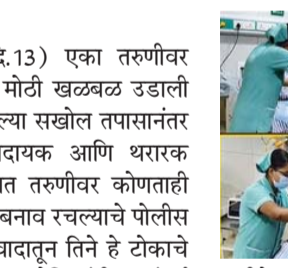 दि.13) एका तरुणीवर
मोठी खळबळ उडाली
ल्या सखोल तपासानंतर
दायक आणि थरारक
त तरुणीवर कोणताही
बनाव रचल्याचे पोलीस
वादातून तिने हे टोकाचे